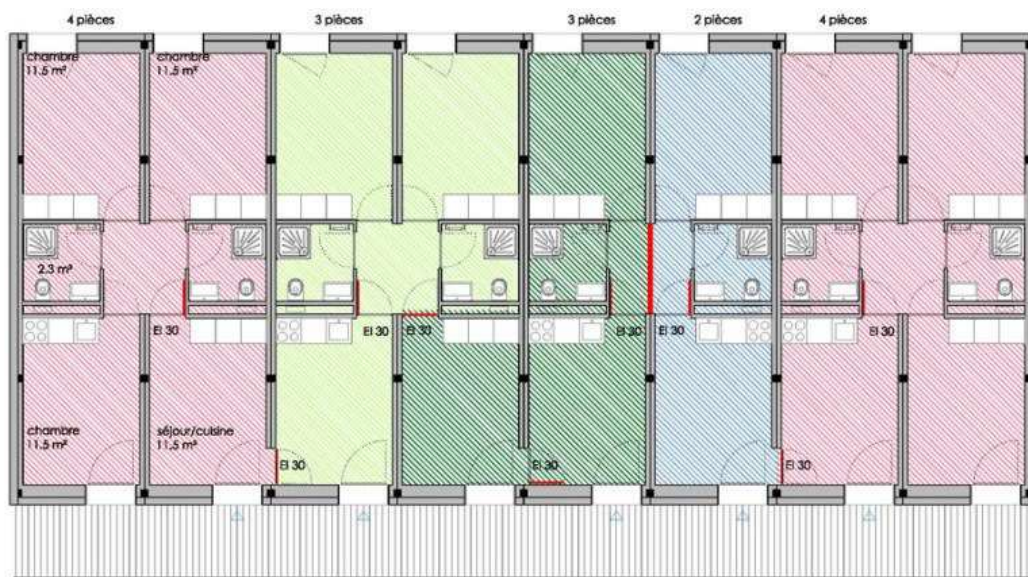 4 pièces
3 pièces
3 pièces
2 pièces
4 pièces
chambre
11.5 m²
chambre
11.5 m²
2.3 m²
EI 30
EI 30
EI 30
EI 30
EI 30
EI 30
chambre
11.5 m²
séjour/cuisine
11.5 m²
EI 30
EI 30
EI 30